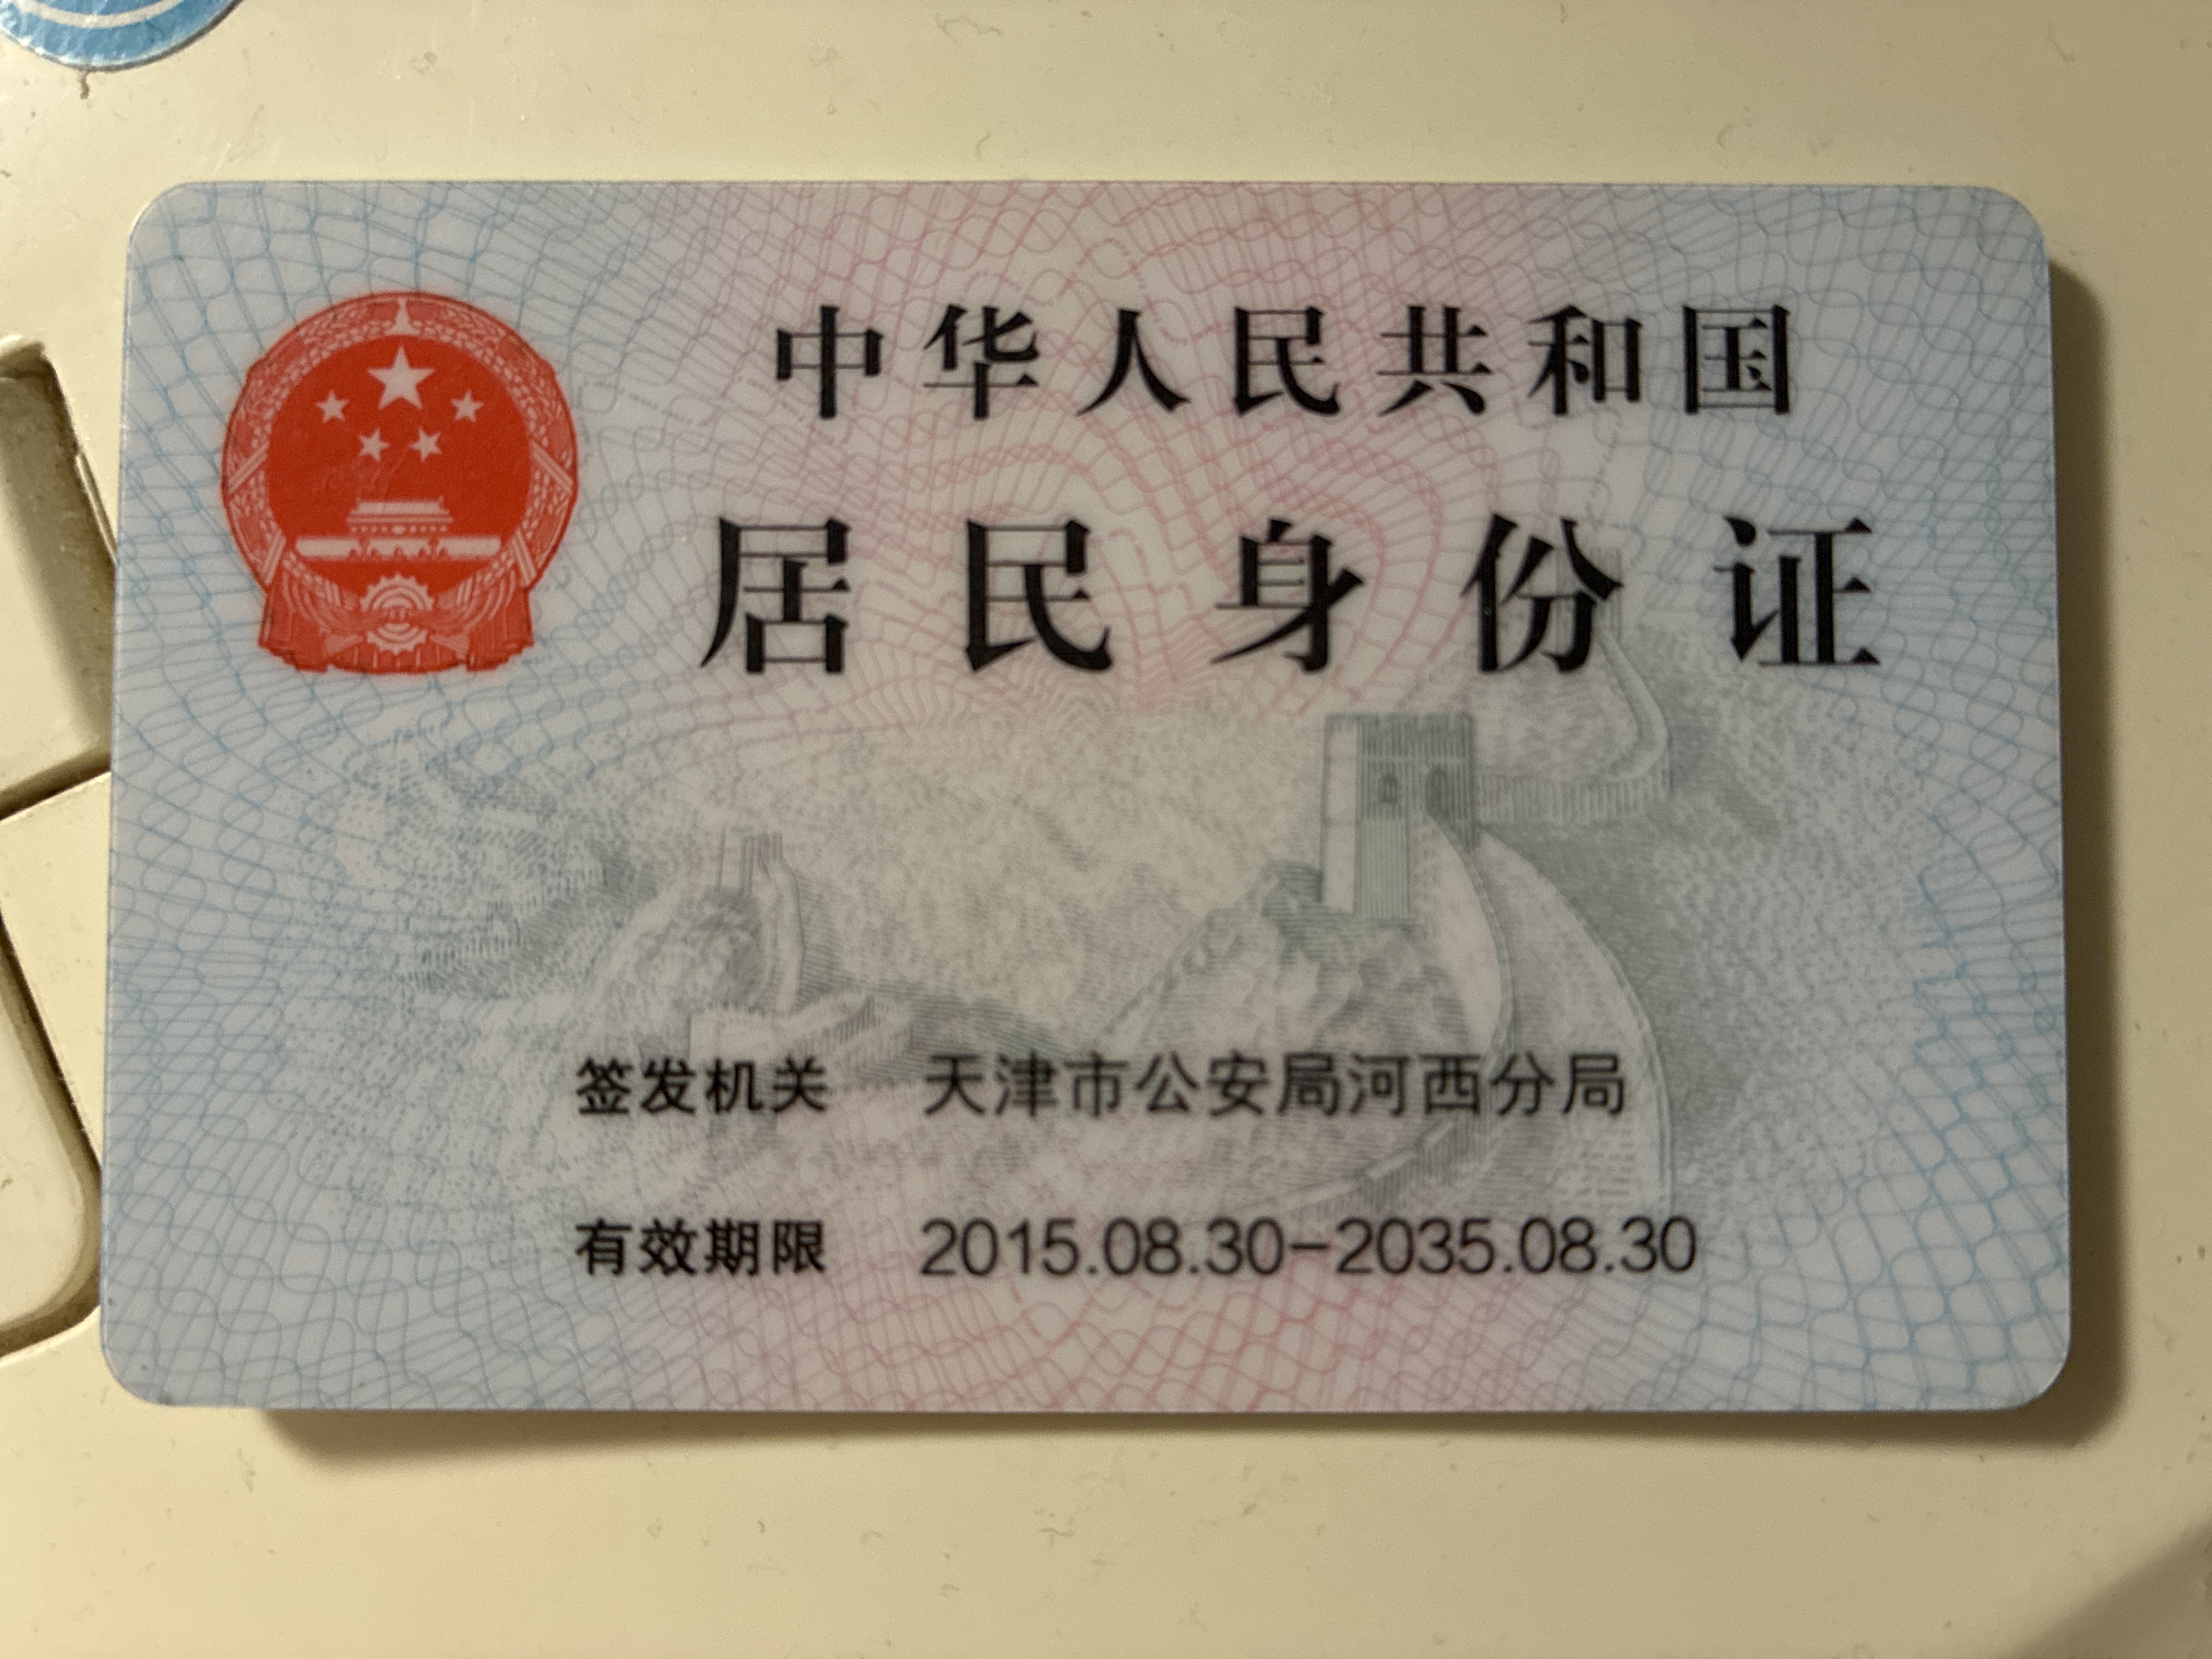 中华人民共和国
居民身份证
签发机关 天津市公安局河西分局
有效期限 2015.08.30-2035.08.30